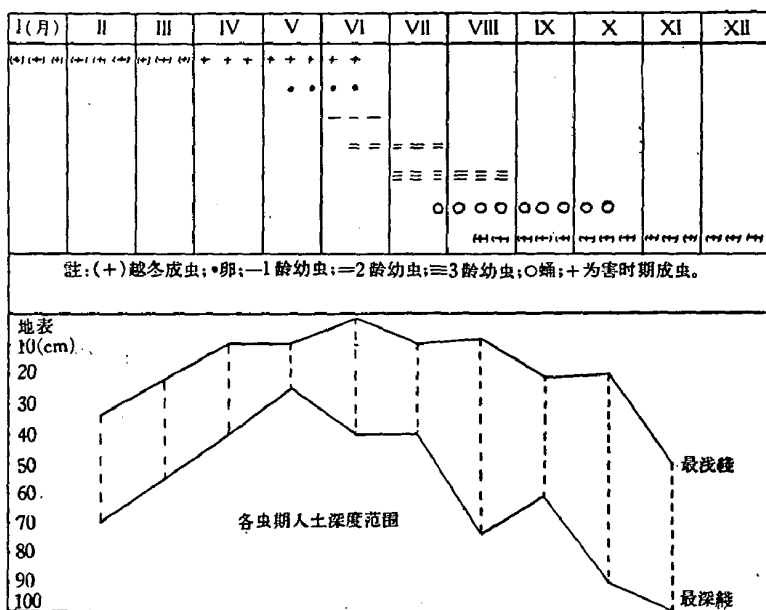 I(月) II III IV V VI VII VIII IX X XI XII
(+) (+) (+) (+) (+) (+) (+) (+) (+) + + + + + + + +
• • • •
— — —
= = = = =
≡ ≡ ≡ ≡ ≡ ≡
○ ○ ○ ○ ○ ○ ○ ○ ○
(+) (+) (+) (+) (+) (+) (+) (+) (+) (+) (+) (+) (+) (+)
註:(+)越冬成虫;•卵;—1齡幼虫;=2齡幼虫;≡3齡幼虫;○蛹;+为害时期成虫。
地表
10(cm)
20
30
40
50
最浅綫
60
70
各虫期入土深度范围
80
90
最深綫
100